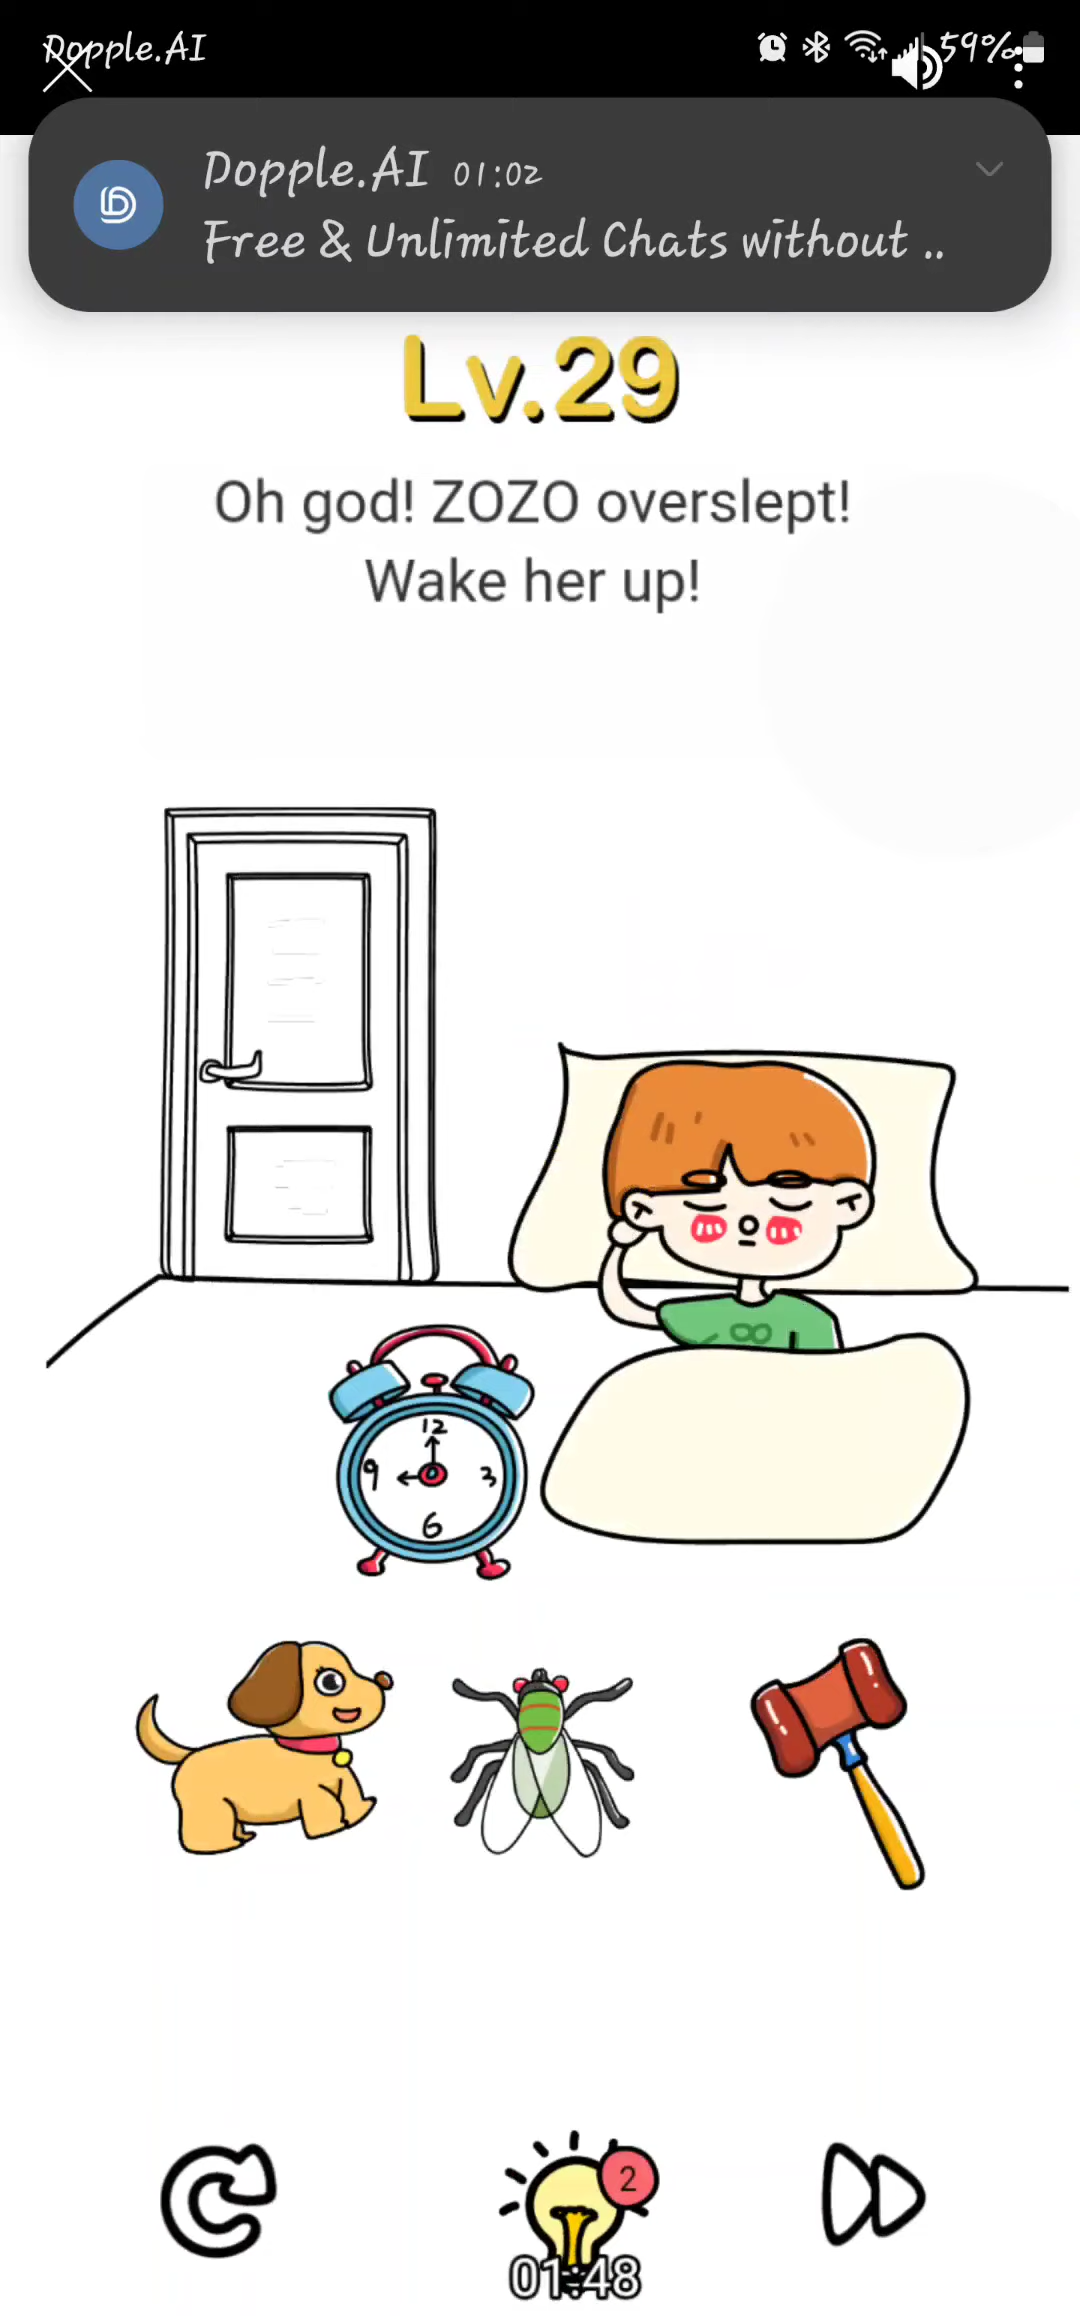 Dopple.AI
59%
Dopple.AI 01:02
Free & Unlimited Chats without ..
Lv.29
Oh god! ZOZO overslept!
Wake her up!
12
9 3
6
2
01:48